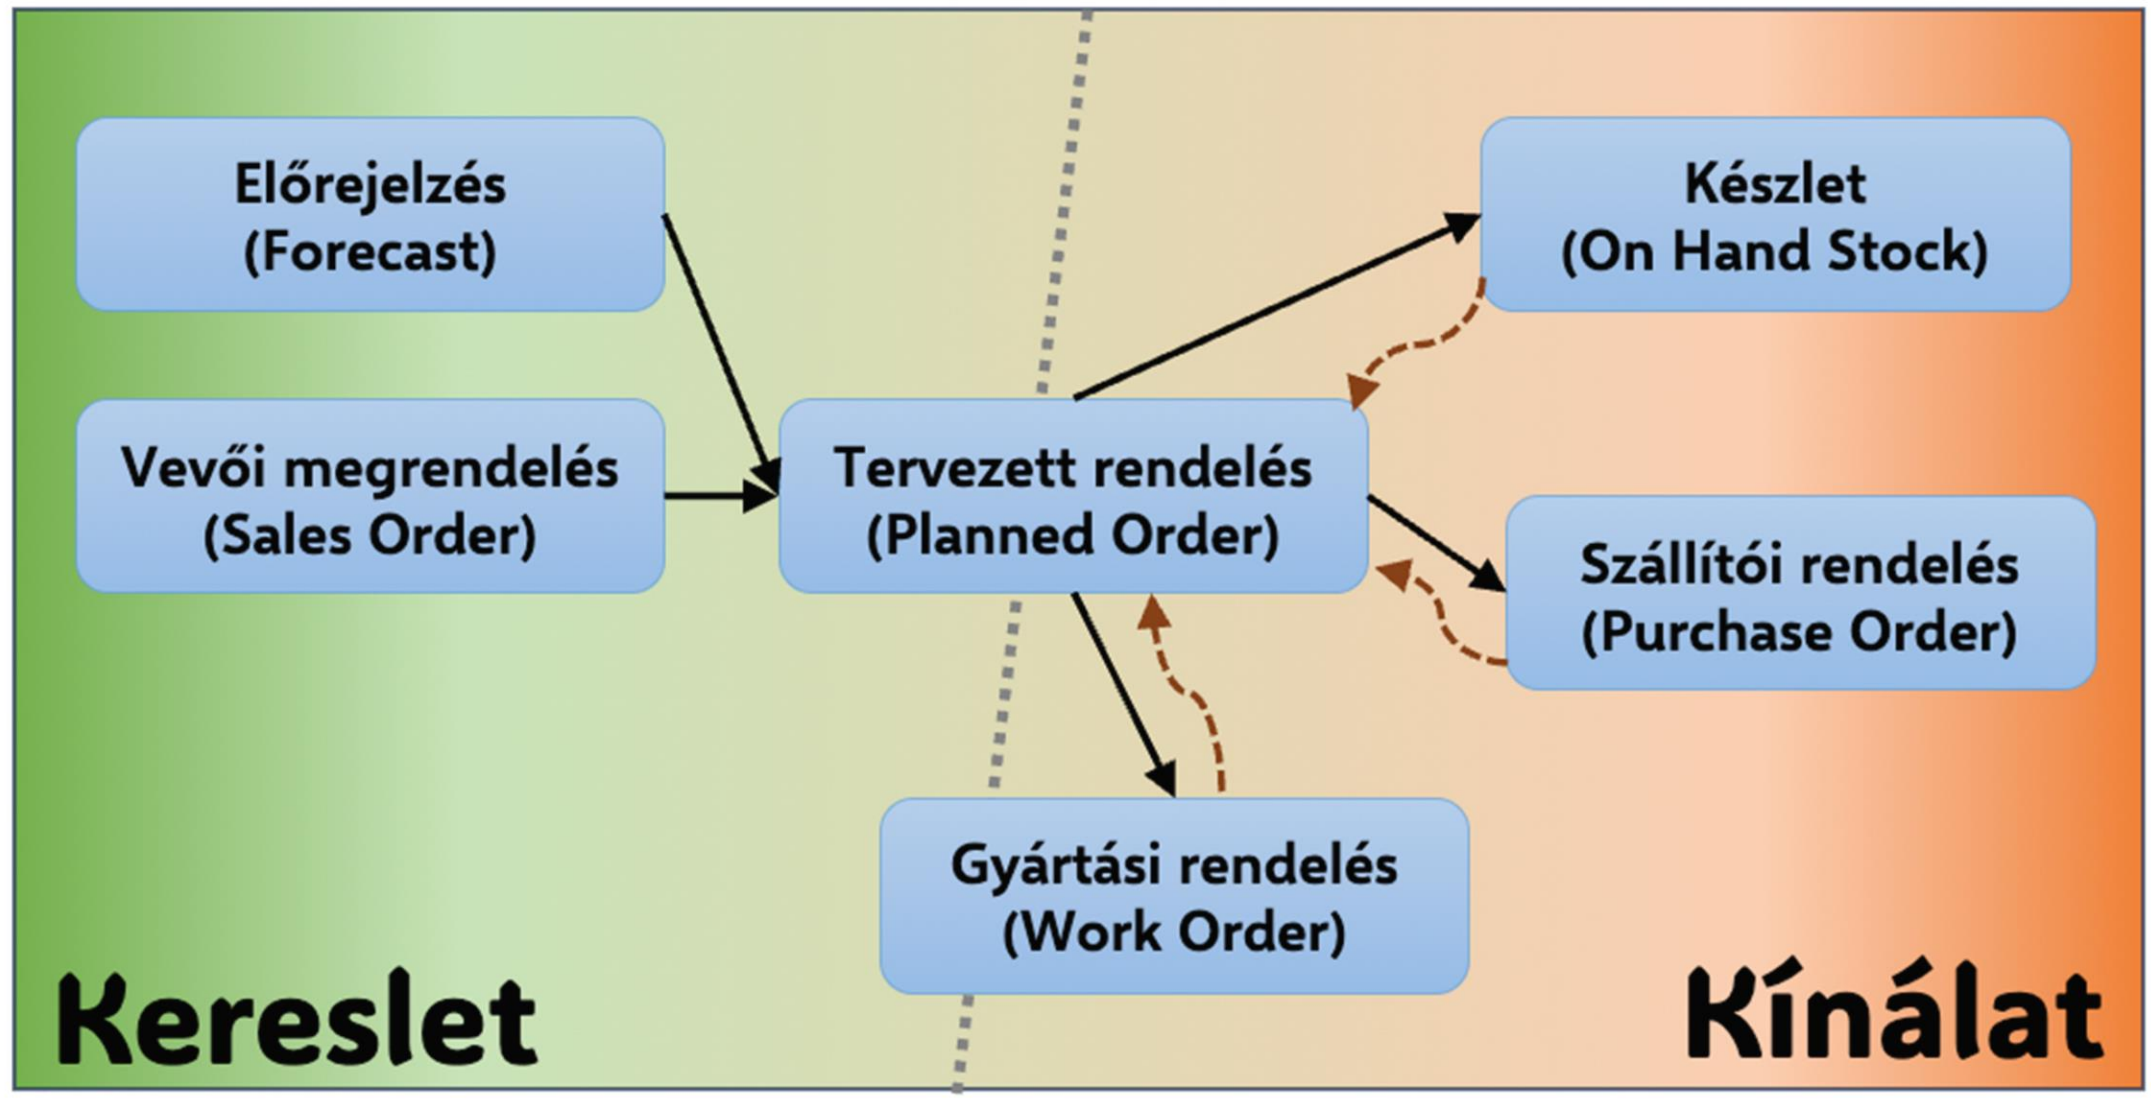 Előrejelzés
(Forecast)
Készlet
(On Hand Stock)
Vevői megrendelés
(Sales Order)
Tervezett rendelés
(Planned Order)
Szállítói rendelés
(Purchase Order)
Gyártási rendelés
(Work Order)
Kereslet
Kínálat